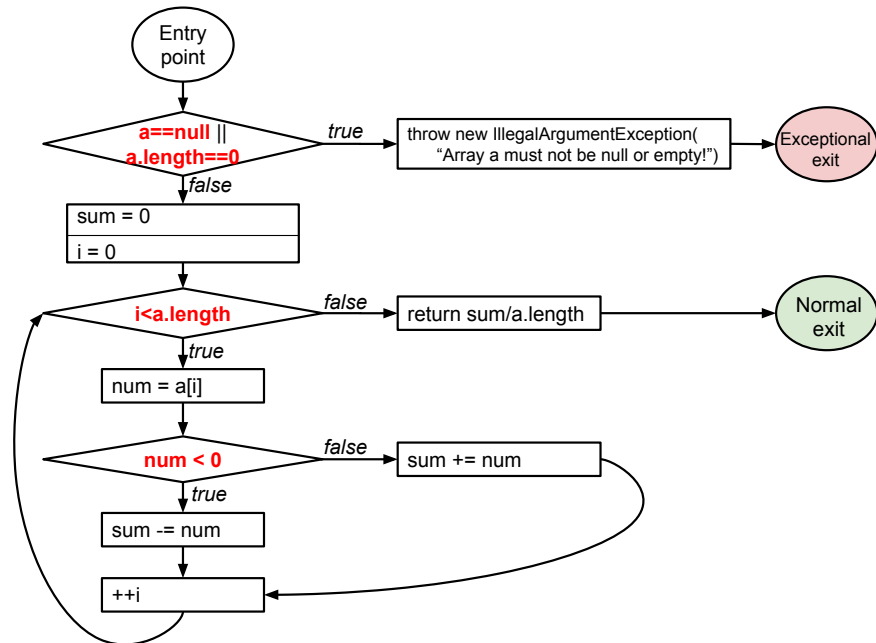 Entry
point
a==null ||
a.length==0
true
throw new IllegalArgumentException(
“Array a must not be null or empty!”)
Exceptional
exit
false
sum = 0
i = 0
i<a.length
false
return sum/a.length
Normal
exit
true
num = a[i]
num < 0
false
sum += num
true
sum -= num
++i